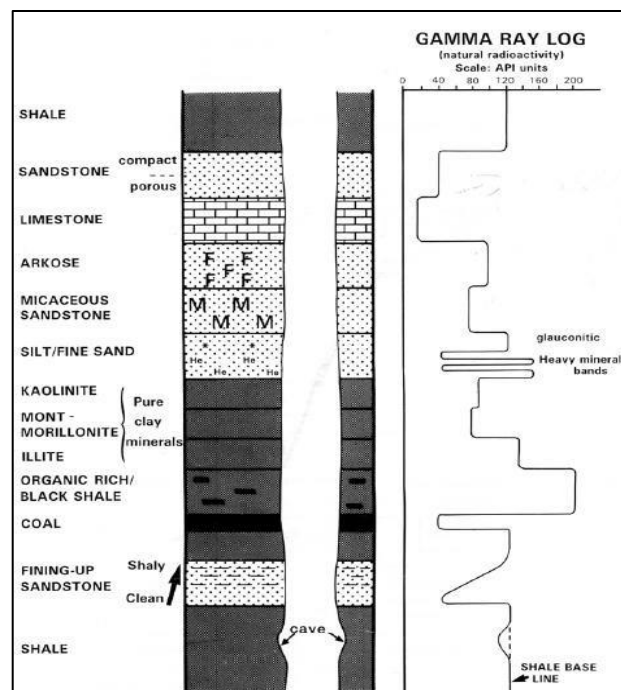 GAMMA RAY LOG
(natural radioactivity)
Scale: API units
0 40 80 120 160 200
SHALE
SANDSTONE
compact
porous
LIMESTONE
ARKOSE
F F
F
F F
MICACEOUS
SANDSTONE
M M
M M
glauconitic
SILT/FINE SAND
He He
He He
Heavy mineral
bands
KAOLINITE
MONT-
MORILLONITE
ILLITE
Pure
clay
minerals
ORGANIC RICH/
BLACK SHALE
COAL
FINING-UP
SANDSTONE
Shaly
Clean
cave
SHALE
SHALE BASE
LINE